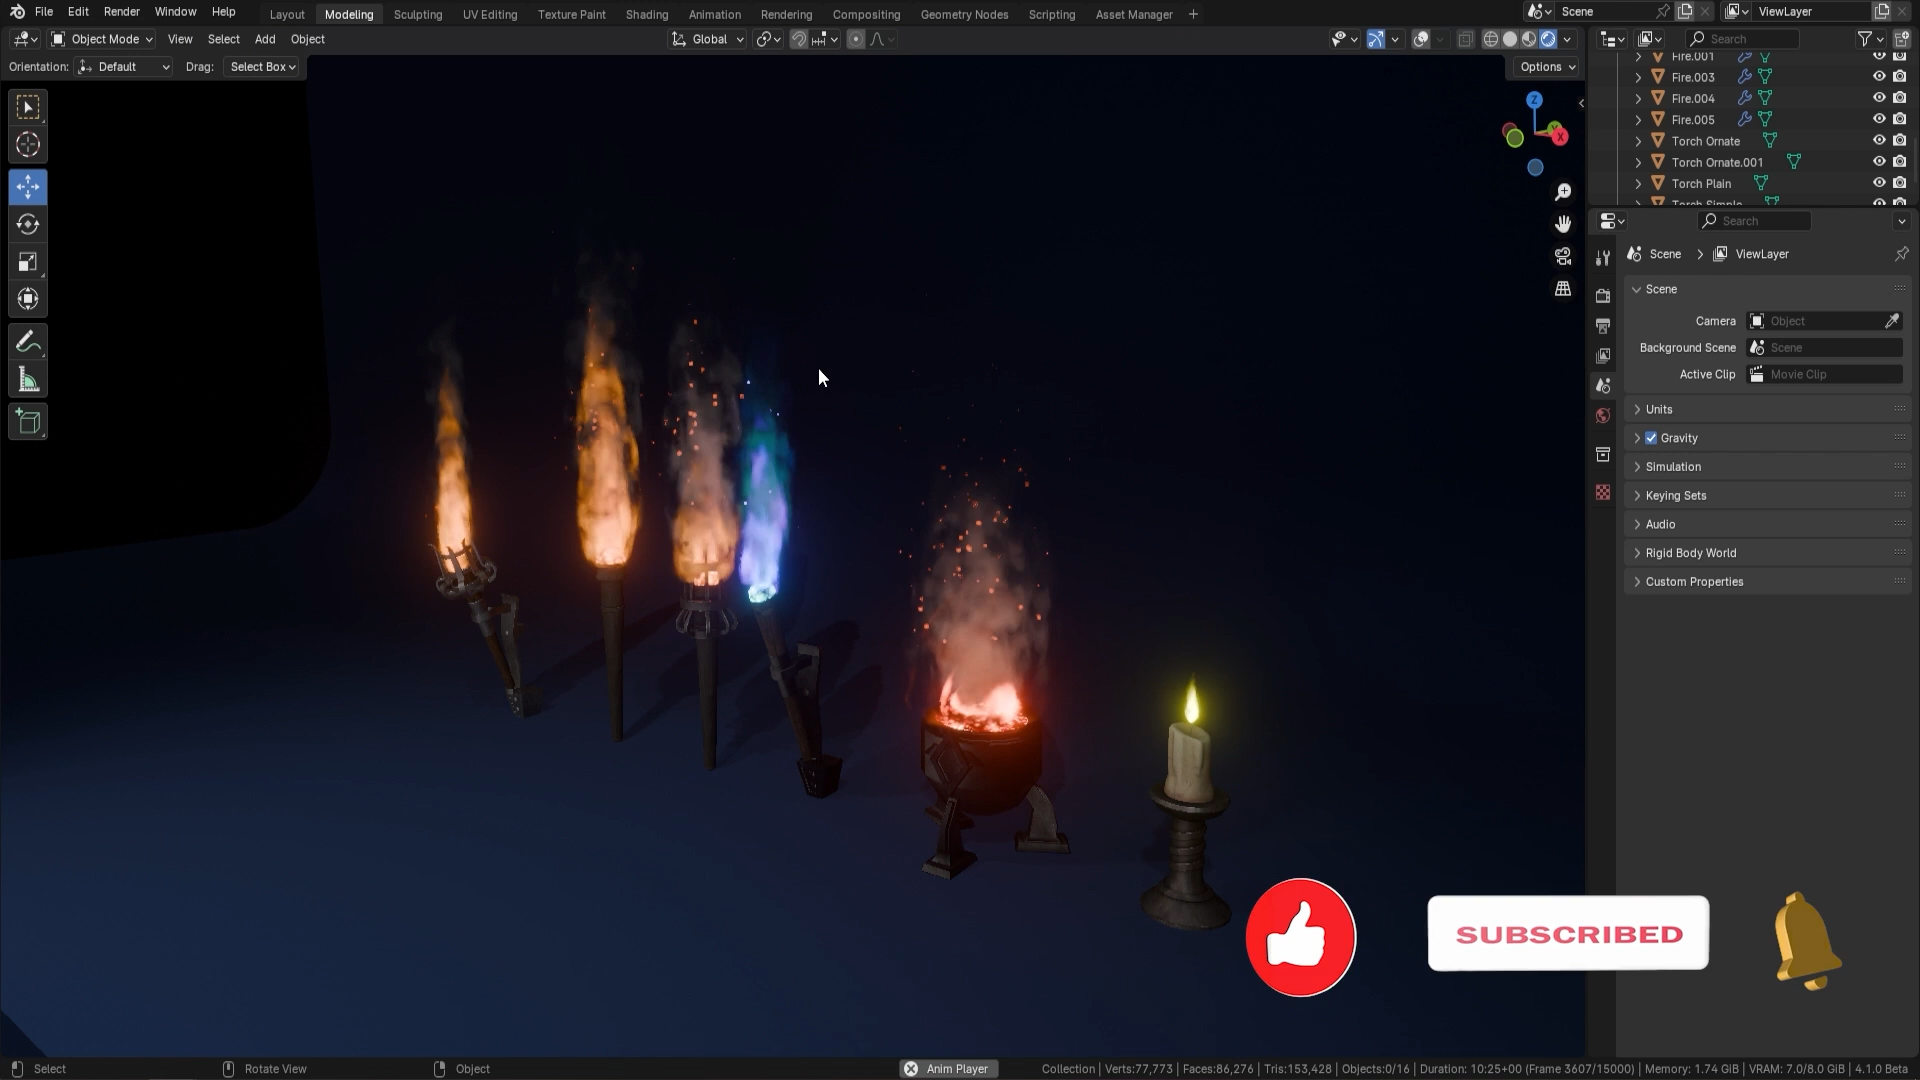 File Edit Render Window Help Layout Modeling Sculpting UV Editing Texture Paint Shading Animation Rendering Compositing Geometry Nodes Scripting Asset Manager + Scene ViewLayer
Object Mode View Select Add Object Global Search
Orientation: Default Drag: Select Box Options
Fire.001
Fire.003
Fire.004
Fire.005
Torch Ornate
Torch Ornate.001
Torch Plain
Torch Simple
Z
Y
X
Search
Scene > ViewLayer
Scene
Camera Object
Background Scene Scene
Active Clip Movie Clip
Units
Gravity
Simulation
Keying Sets
Audio
Rigid Body World
Custom Properties
SUBSCRIBED
Select Rotate View Object Anim Player Collection | Verts:77,773 | Faces:86,276 | Tris:153,428 | Objects:0/16 | Duration: 10:25+00 (Frame 3607/15000) | Memory: 1.74 GiB | VRAM: 7.0/8.0 GiB | 4.1.0 Beta